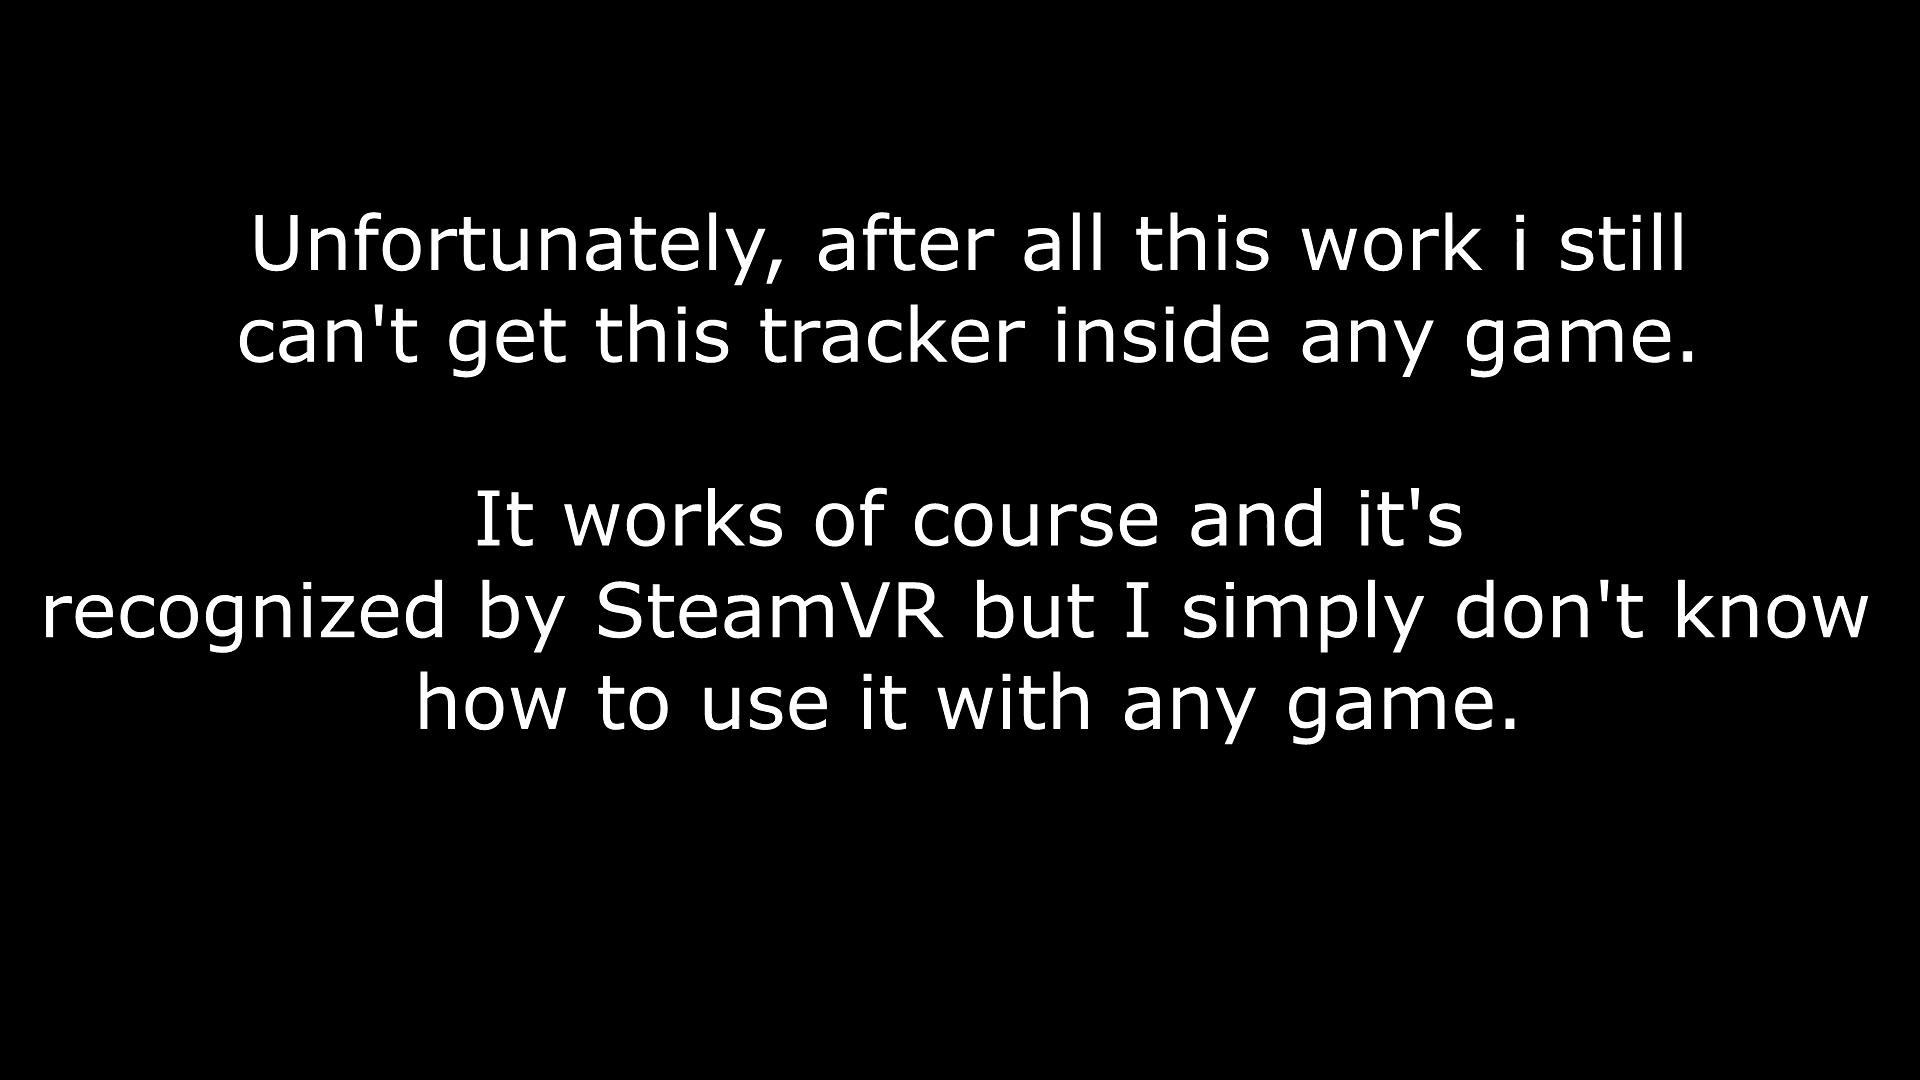 Unfortunately, after all this work i still
can't get this tracker inside any game.
It works of course and it's
recognized by SteamVR but I simply don't know
how to use it with any game.